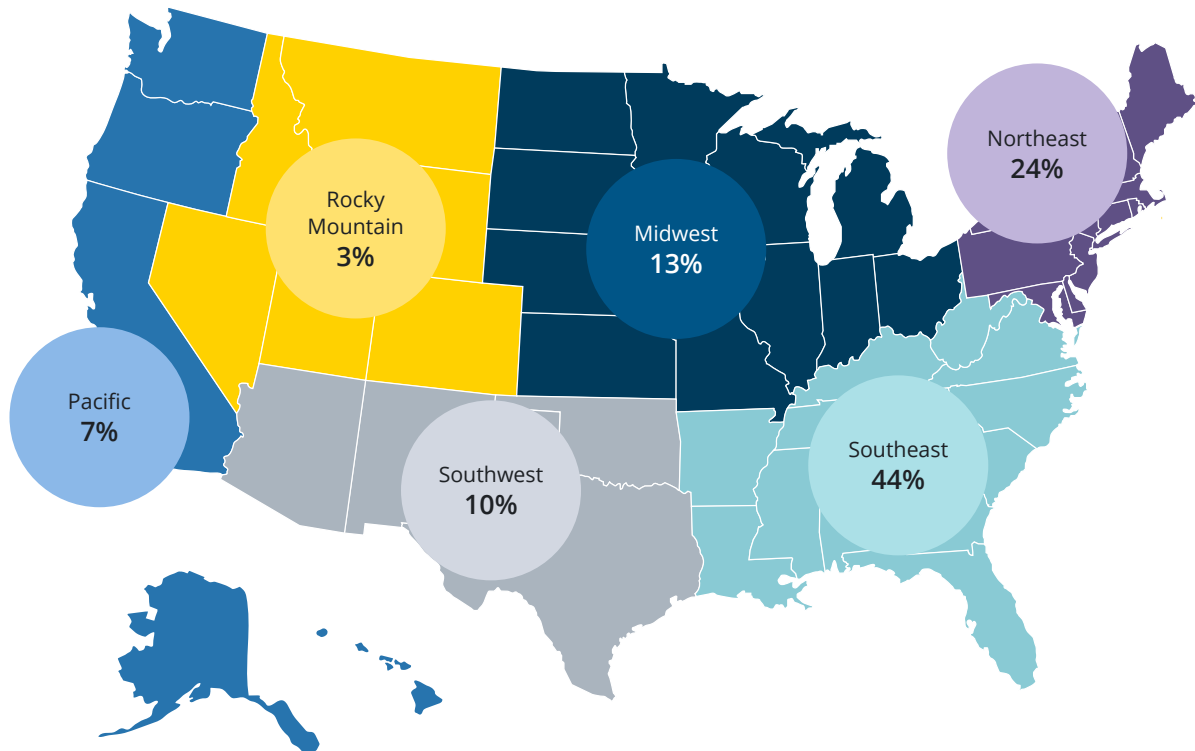 Northeast
24%
Rocky
Mountain
3%
Midwest
13%
Pacific
7%
Southwest
10%
Southeast
44%